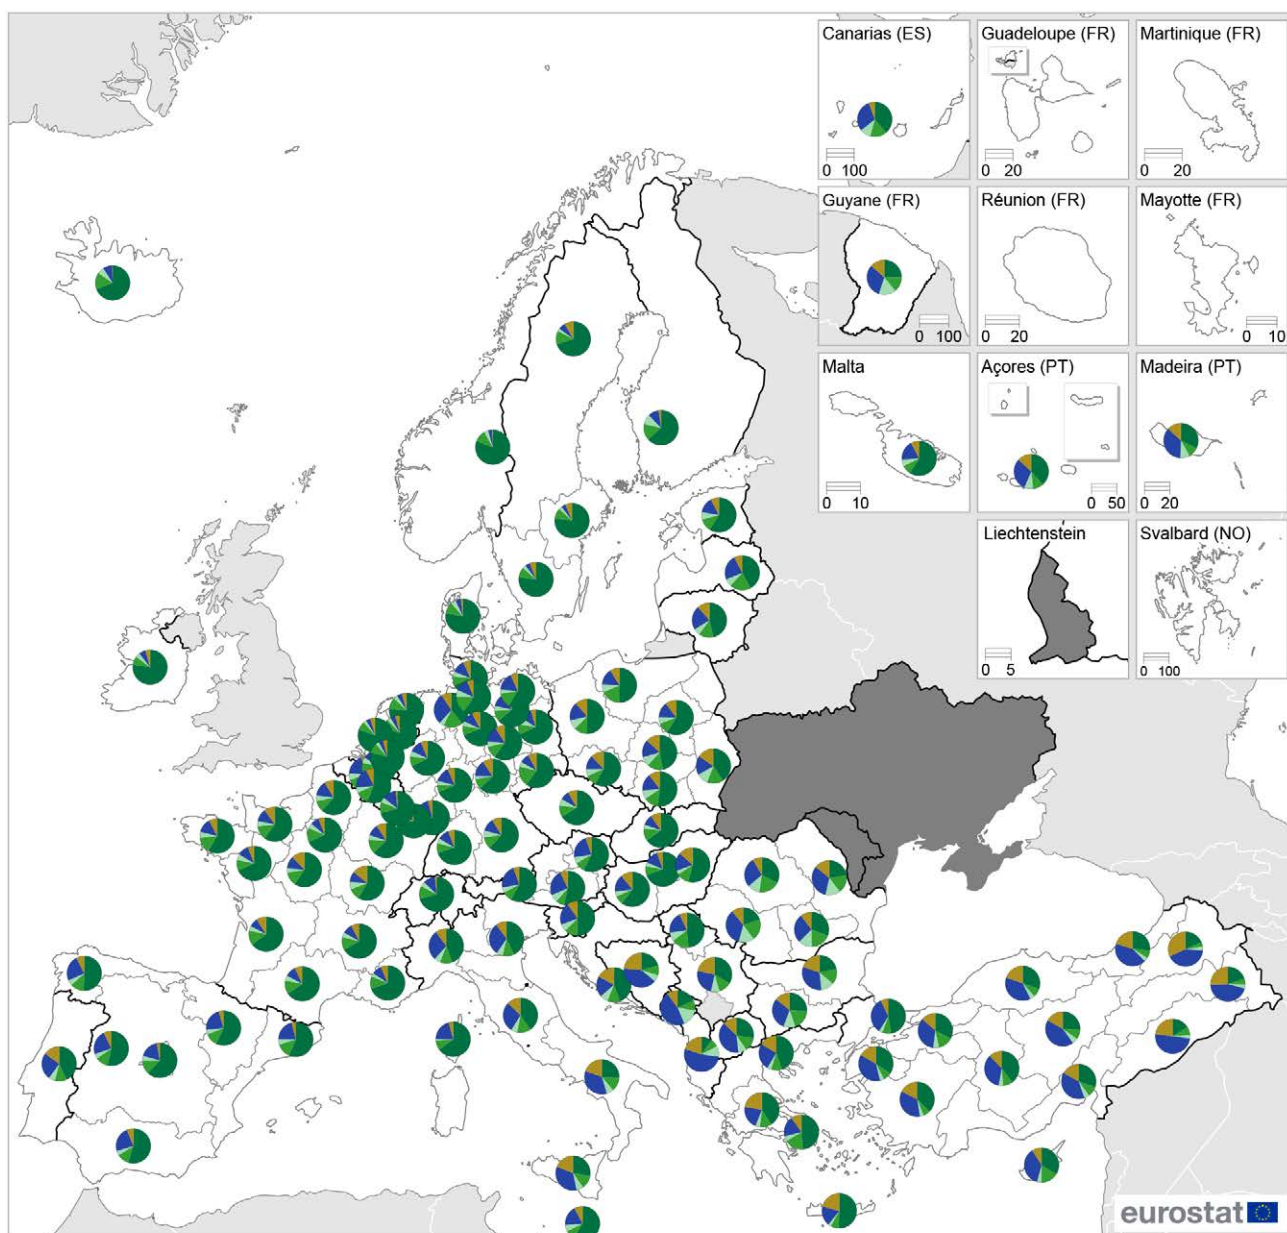 Canarias (ES)
0 100
Guadeloupe (FR)
0 20
Martinique (FR)
0 20
Guyane (FR)
0 100
Réunion (FR)
0 20
Mayotte (FR)
0 10
Malta
0 10
Açores (PT)
0 50
Madeira (PT)
0 20
Liechtenstein
0 5
Svalbard (NO)
0 100
eurostat